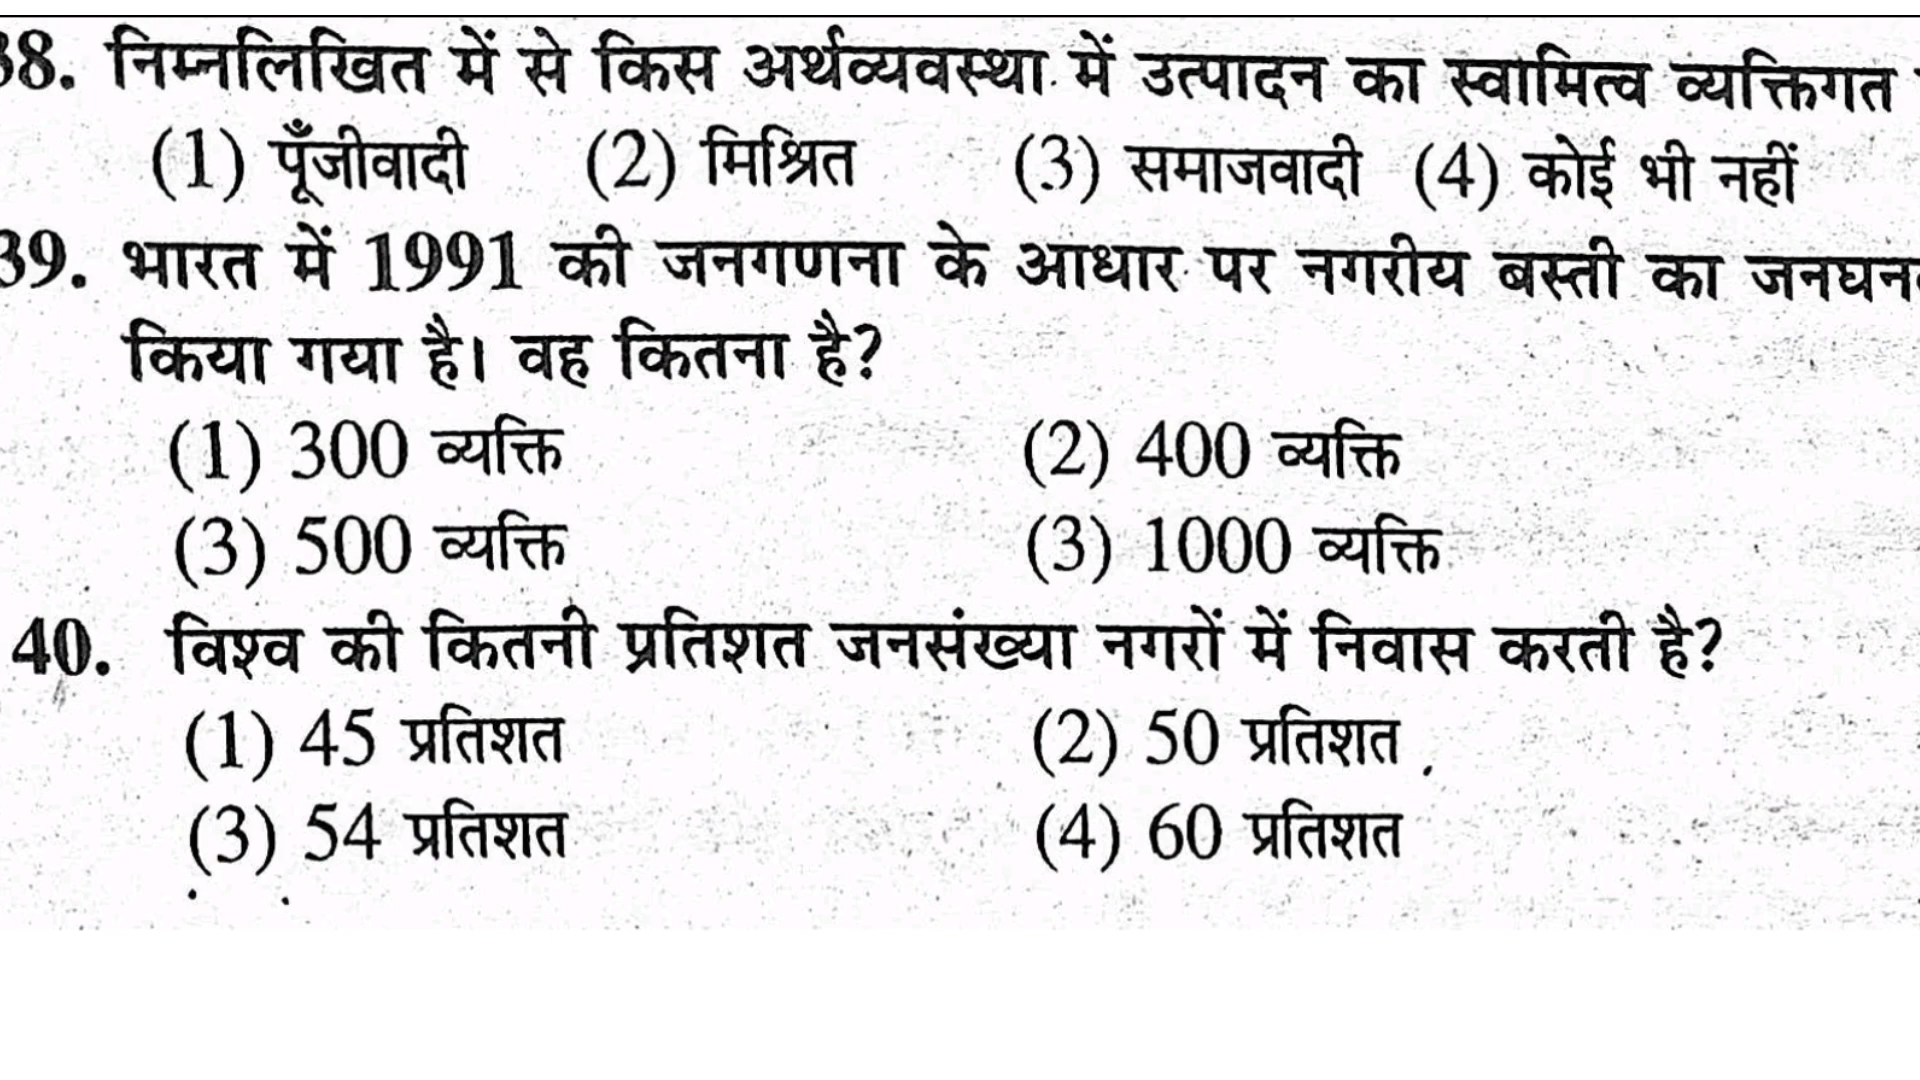 38. निम्नलिखित में से किस अर्थव्यवस्था में उत्पादन का स्वामित्व व्यक्तिगत
(1) पूँजीवादी (2) मिश्रित (3) समाजवादी (4) कोई भी नहीं
39. भारत में 1991 की जनगणना के आधार पर नगरीय बस्ती का जनघन
किया गया है। वह कितना है?
(1) 300 व्यक्ति (2) 400 व्यक्ति
(3) 500 व्यक्ति (3) 1000 व्यक्ति
40. विश्व की कितनी प्रतिशत जनसंख्या नगरों में निवास करती है?
(1) 45 प्रतिशत (2) 50 प्रतिशत
(3) 54 प्रतिशत (4) 60 प्रतिशत